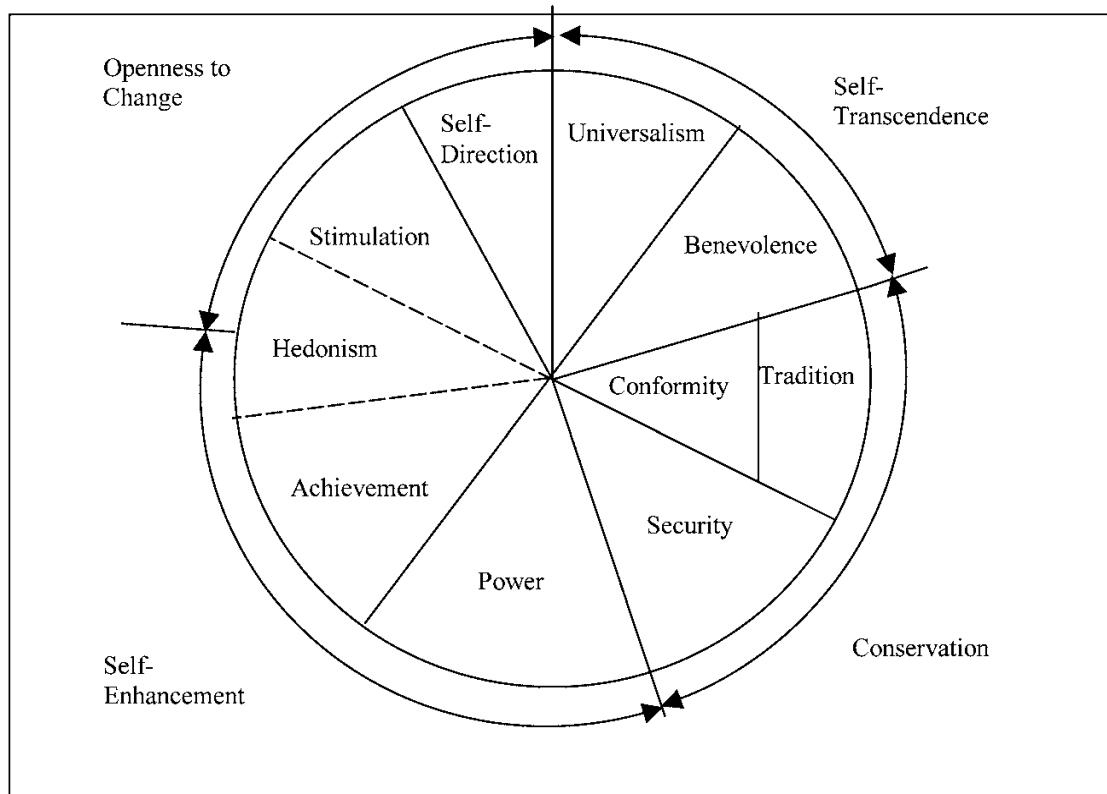 Openness to
Change
Self-
Transcendence
Self-
Direction
Universalism
Stimulation
Benevolence
Hedonism
Conformity
Tradition
Achievement
Security
Power
Self-
Enhancement
Conservation